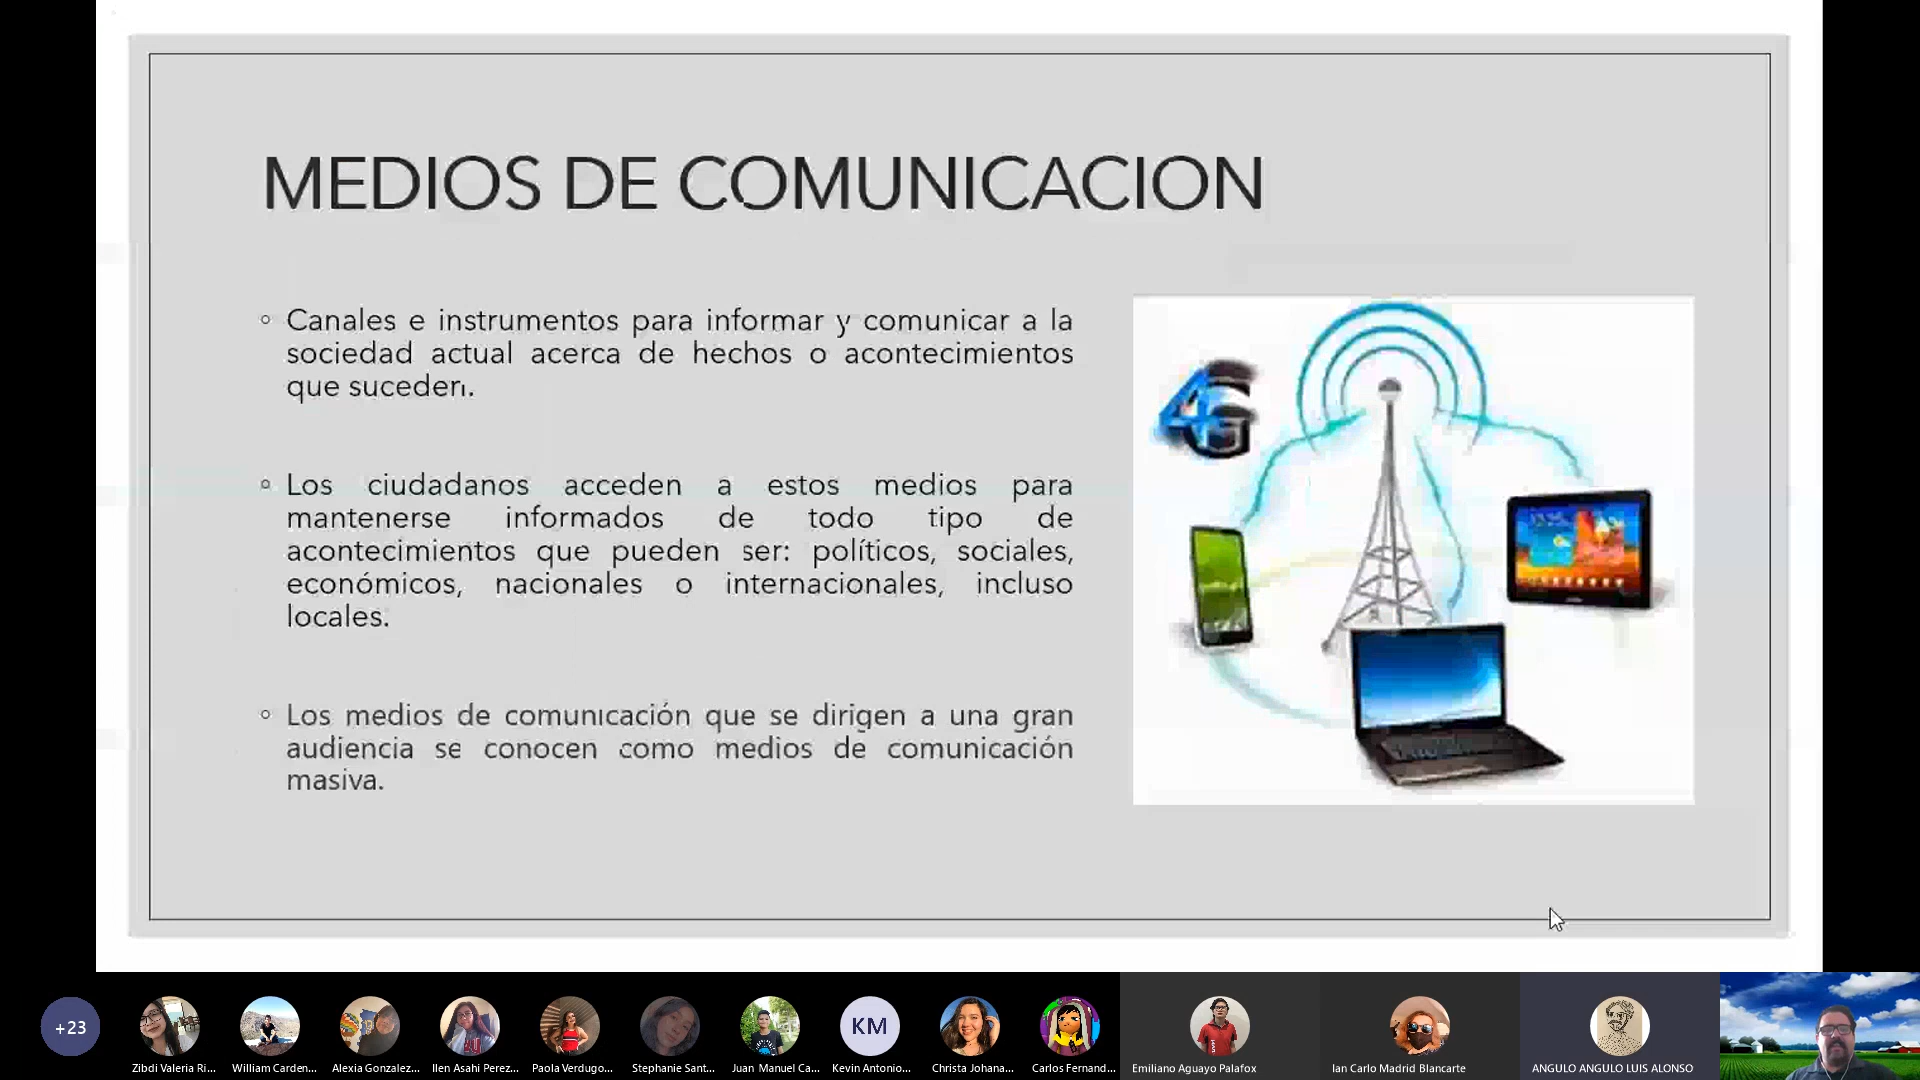 MEDIOS DE COMUNICACION
◦ Canales e instrumentos para informar y comunicar a la
sociedad actual acerca de hechos o acontecimientos
que suceden.
◦ Los ciudadanos acceden a estos medios para
mantenerse informados de todo tipo de
acontecimientos que pueden ser: políticos, sociales,
económicos, nacionales o internacionales, incluso
locales.
◦ Los medios de comunicación que se dirigen a una gran
audiencia se conocen como medios de comunicación
masiva.
4G
+23
KM
Zibdi Valeria Ri...
William Carden...
Alexia Gonzalez...
Ilen Asahi Perez...
Paola Verdugo...
Stephanie Sant...
Juan Manuel Ca...
Kevin Antonio...
Christa Johana...
Carlos Fernand...
Emiliano Aguayo Palafox
Ian Carlo Madrid Blancarte
ANGULO ANGULO LUIS ALONSO